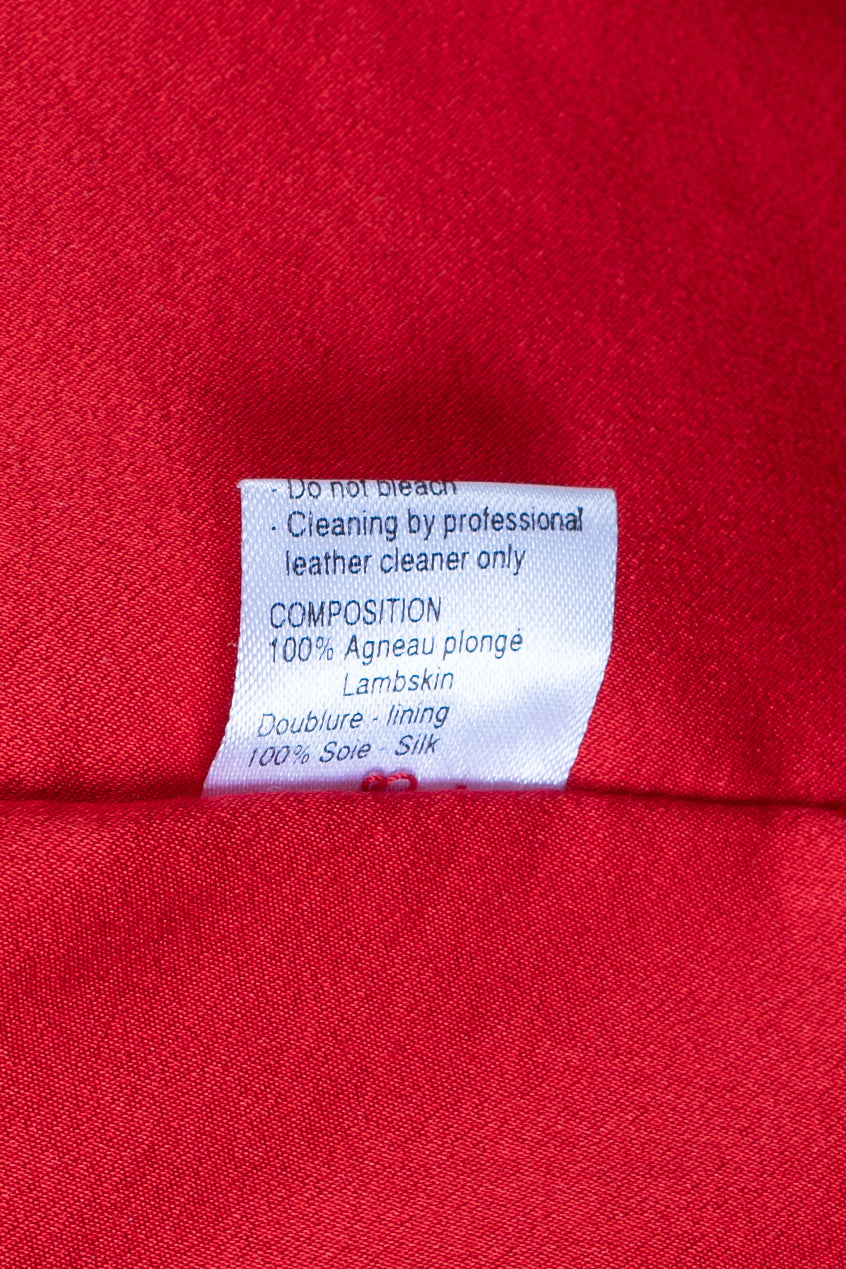 · Do not bleach
· Cleaning by professional
leather cleaner only
COMPOSITION
100% Agneau plongé
Lambskin
Doublure - lining
100% Soie - Silk